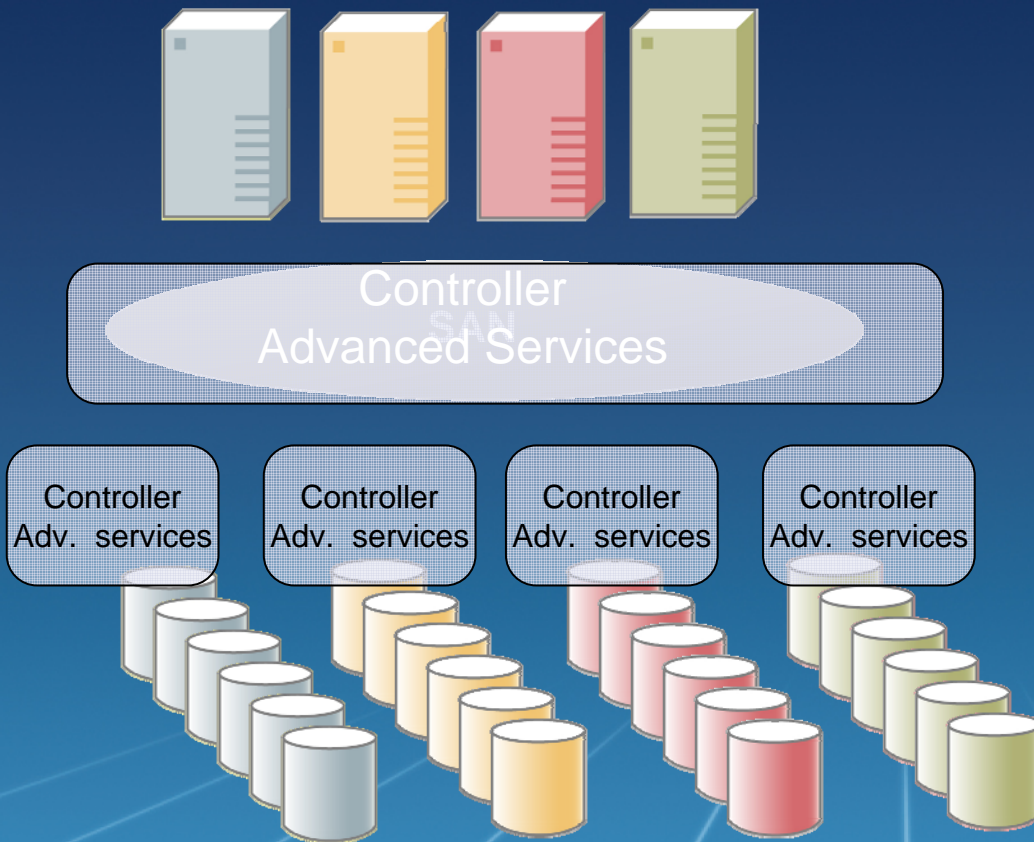 Controller
SAN
Advanced Services
Controller
Adv. services
Controller
Adv. services
Controller
Adv. services
Controller
Adv. services